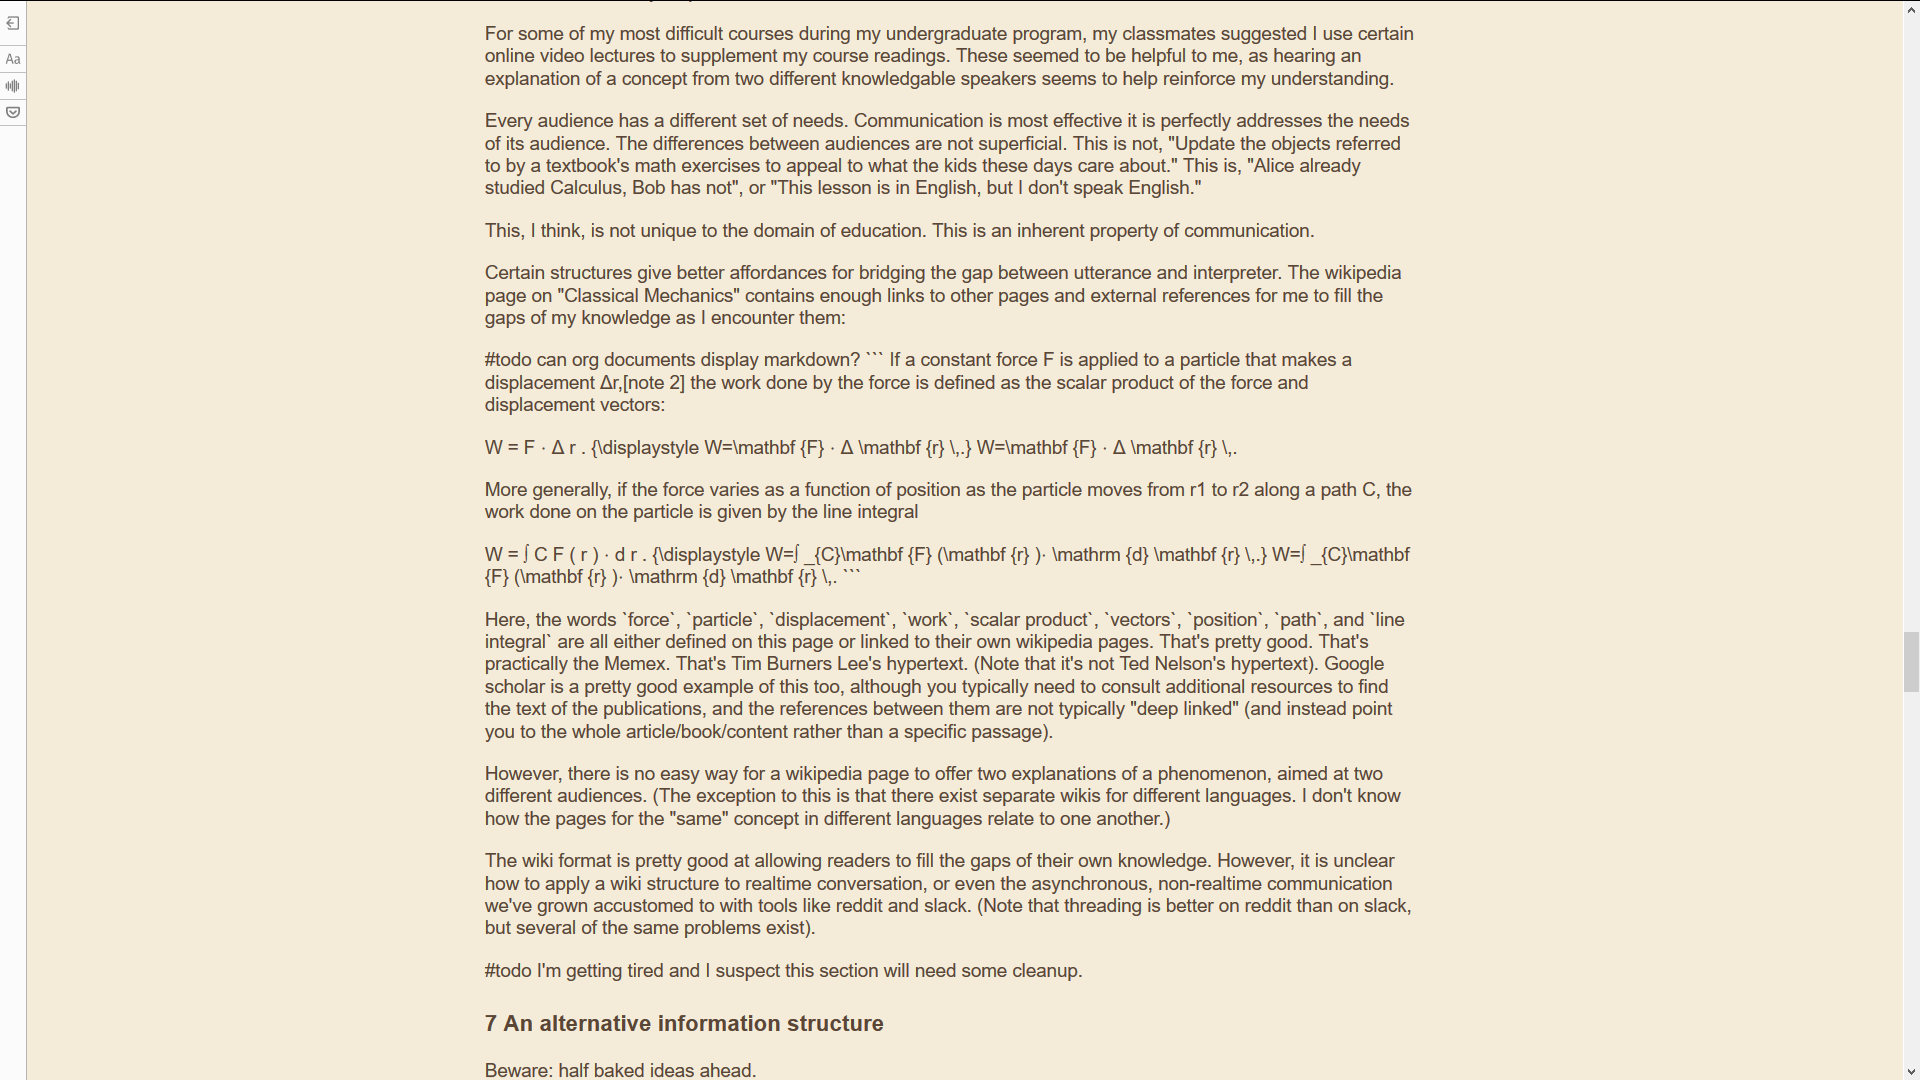 For some of my most difficult courses during my undergraduate program, my classmates suggested I use certain
online video lectures to supplement my course readings. These seemed to be helpful to me, as hearing an
explanation of a concept from two different knowledgable speakers seems to help reinforce my understanding.
Every audience has a different set of needs. Communication is most effective it is perfectly addresses the needs
of its audience. The differences between audiences are not superficial. This is not, "Update the objects referred
to by a textbook's math exercises to appeal to what the kids these days care about." This is, "Alice already
studied Calculus, Bob has not", or "This lesson is in English, but I don't speak English."
This, I think, is not unique to the domain of education. This is an inherent property of communication.
Certain structures give better affordances for bridging the gap between utterance and interpreter. The wikipedia
page on "Classical Mechanics" contains enough links to other pages and external references for me to fill the
gaps of my knowledge as I encounter them:
#todo can org documents display markdown? ``` If a constant force F is applied to a particle that makes a
displacement Δr,[note 2] the work done by the force is defined as the scalar product of the force and
displacement vectors:
W = F · Δ r . {\displaystyle W=\mathbf {F} · Δ \mathbf {r} \,.} W=\mathbf {F} · Δ \mathbf {r} \,.
More generally, if the force varies as a function of position as the particle moves from r1 to r2 along a path C, the
work done on the particle is given by the line integral
W = ∫ C F ( r ) · d r . {\displaystyle W=∫ _{C}\mathbf {F} (\mathbf {r} )· \mathrm {d} \mathbf {r} \,.} W=∫ _{C}\mathbf
{F} (\mathbf {r} )· \mathrm {d} \mathbf {r} \,. ```
Here, the words `force`, `particle`, `displacement`, `work`, `scalar product`, `vectors`, `position`, `path`, and `line
integral` are all either defined on this page or linked to their own wikipedia pages. That's pretty good. That's
practically the Memex. That's Tim Burners Lee's hypertext. (Note that it's not Ted Nelson's hypertext). Google
scholar is a pretty good example of this too, although you typically need to consult additional resources to find
the text of the publications, and the references between them are not typically "deep linked" (and instead point
you to the whole article/book/content rather than a specific passage).
However, there is no easy way for a wikipedia page to offer two explanations of a phenomenon, aimed at two
different audiences. (The exception to this is that there exist separate wikis for different languages. I don't know
how the pages for the "same" concept in different languages relate to one another.)
The wiki format is pretty good at allowing readers to fill the gaps of their own knowledge. However, it is unclear
how to apply a wiki structure to realtime conversation, or even the asynchronous, non-realtime communication
we've grown accustomed to with tools like reddit and slack. (Note that threading is better on reddit than on slack,
but several of the same problems exist).
#todo I'm getting tired and I suspect this section will need some cleanup.
7 An alternative information structure
Beware: half baked ideas ahead.
Aa